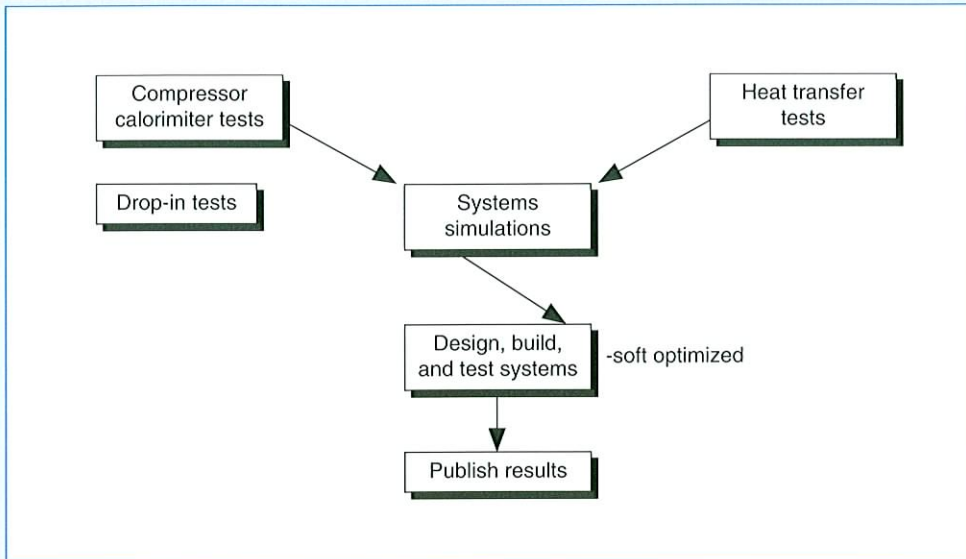 Compressor
calorimiter tests
Heat transfer
tests
Drop-in tests
Systems
simulations
Design, build,
and test systems
-soft optimized
Publish results